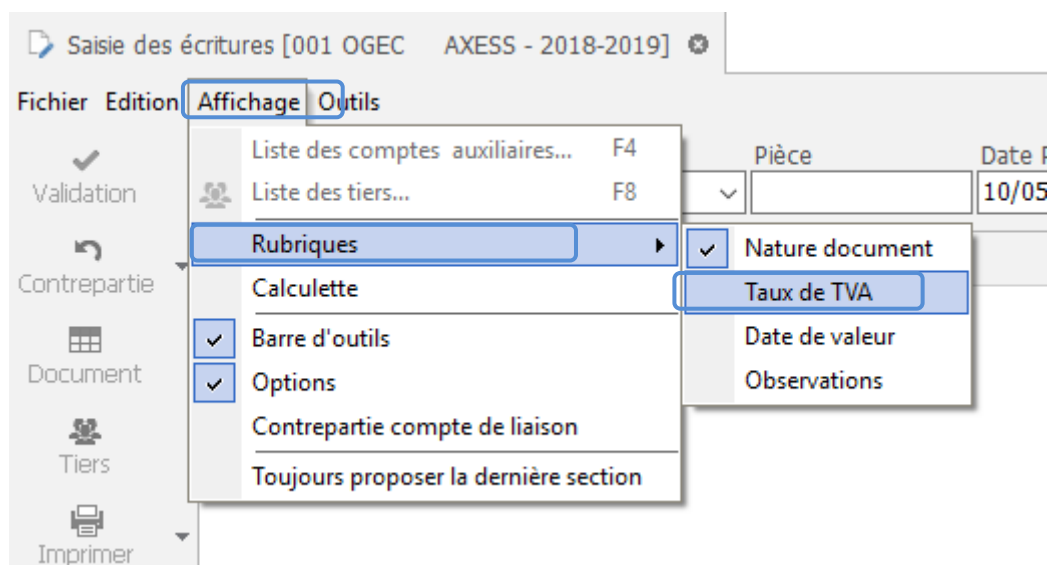 Saisie des écritures [001 OGEC AXESS - 2018-2019]
Fichier Edition Affichage Outils
Validation
Contrepartie
Document
Tiers
Imprimer
Liste des comptes auxiliaires... F4
Liste des tiers... F8
Rubriques
Calculette
Barre d'outils
Options
Contrepartie compte de liaison
Toujours proposer la dernière section
Pièce
Date
10/05
Nature document
Taux de TVA
Date de valeur
Observations